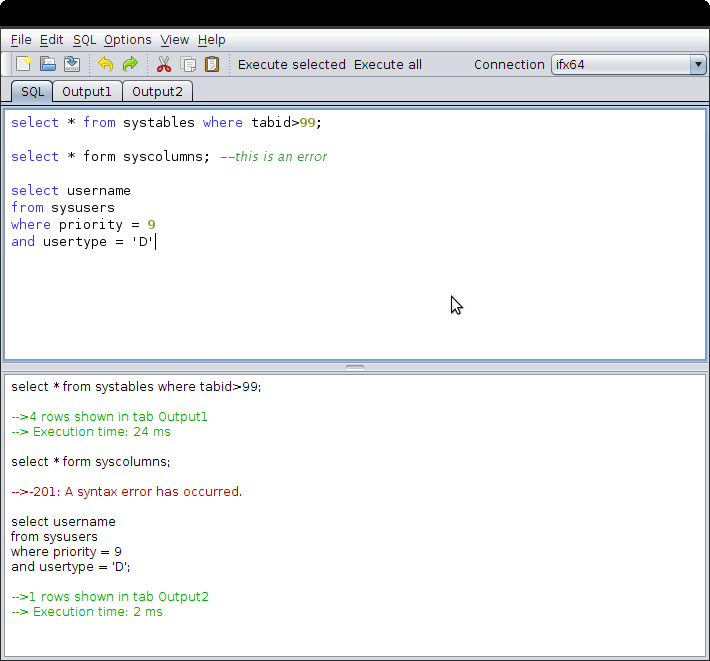 File Edit SQL Options View Help
Execute selected Execute all Connection ifx64
SQL Output1 Output2
select * from systables where tabid>99;
select * form syscolumns; --this is an error
select username
from sysusers
where priority = 9
and usertype = 'D'
select * from systables where tabid>99;
-->4 rows shown in tab Output1
--> Execution time: 24 ms
select * form syscolumns;
-->-201: A syntax error has occurred.
select username
from sysusers
where priority = 9
and usertype = 'D';
-->1 rows shown in tab Output2
--> Execution time: 2 ms